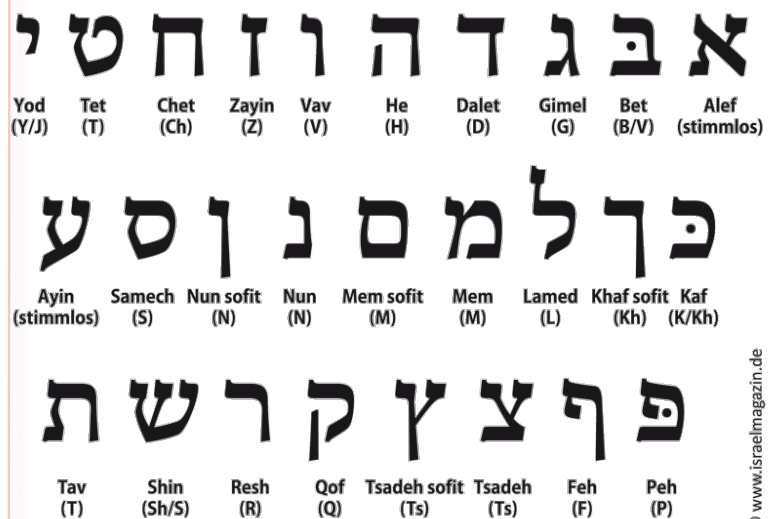 א בּ ג ד ה ו ז ח ט י
Alef Bet Gimel Dalet He Vav Zayin Chet Tet Yod
(stimmlos) (B/V) (G) (D) (H) (V) (Z) (Ch) (T) (Y/J)
כּ ך ל מ ם נ ן ס ע
Kaf Khaf sofit Lamed Mem Mem sofit Nun Nun sofit Samech Ayin
(K/Kh) (Kh) (L) (M) (M) (N) (N) (S) (stimmlos)
פּ ף צ ץ ק ר ש ת
Peh Feh Tsadeh Tsadeh sofit Qof Resh Shin Tav
(P) (F) (Ts) (Ts) (Q) (R) (Sh/S) (T)
www.israelmagazin.de